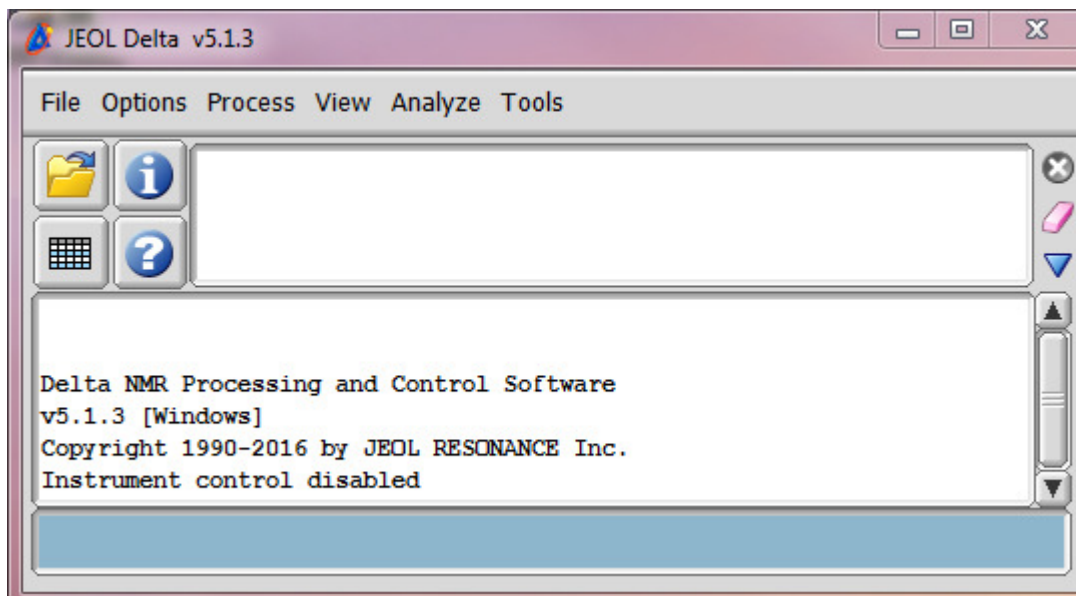 JEOL Delta v5.1.3
File Options Process View Analyze Tools
Delta NMR Processing and Control Software
v5.1.3 [Windows]
Copyright 1990-2016 by JEOL RESONANCE Inc.
Instrument control disabled